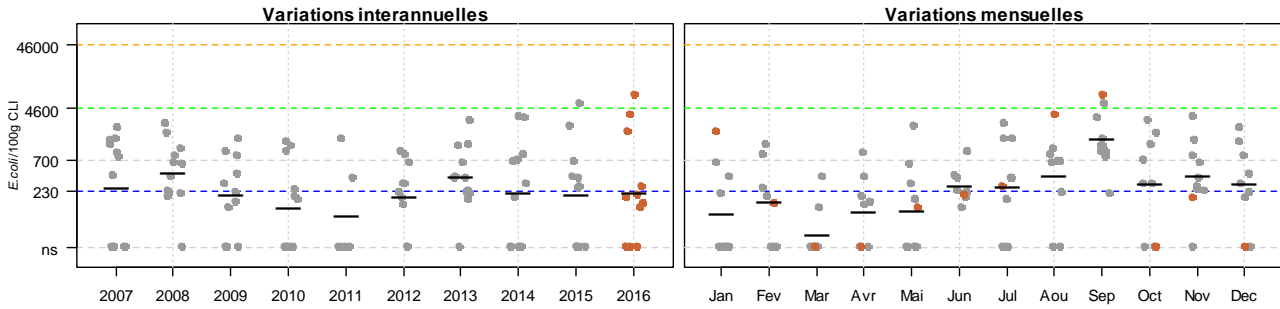 Variations interannuelles
Variations mensuelles
E.coli/100g CLI
46000
4600
700
230
ns
2007 2008 2009 2010 2011 2012 2013 2014 2015 2016
Jan Fev Mar Avr Mai Jun Jul Aou Sep Oct Nov Dec